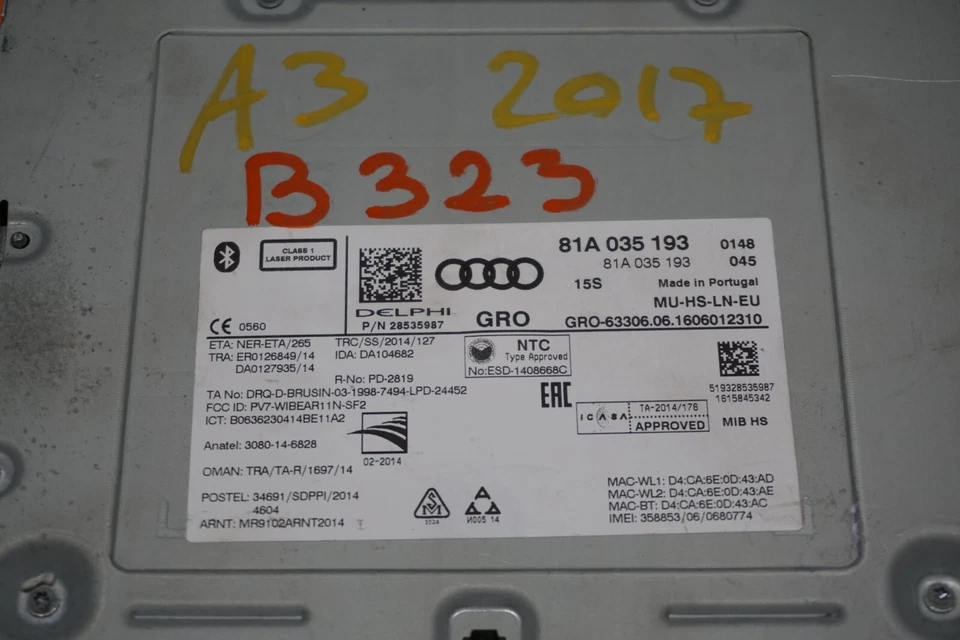 A3 2017
B323
CLASS 1
LASER PRODUCT
81A 035 193 0148
81A 035 193 045
15S Made in Portugal
MU-HS-LN-EU
DELPHI
P/N 28535987
GRO GRO-63306.06.1606012310
CE 0560
ETA: NER-ETA/265 TRC/SS/2014/127
TRA: ER0126849/14 IDA: DA104682
DA0127935/14
R-No: PD-2819
NTC
Type Approved
No:ESD-1408668C
TA No: DRQ-D-BRUSIN-03-1998-7494-LPD-24452
FCC ID: PV7-WIBEAR11N-SF2
ICT: B0636230414BE11A2
02-2014
EAC
ICASA TA-2014/176
APPROVED
519328535987
1615845342
MIB HS
Anatel: 3080-14-6828
OMAN: TRA/TA-R/1697/14
POSTEL: 34691/SDPPI/2014
4604
ARNT: MR9102ARNT2014
И005 14
MAC-WL1: D4:CA:6E:0D:43:AD
MAC-WL2: D4:CA:6E:0D:43:AE
MAC-BT: D4:CA:6E:0D:43:AC
IMEI: 358853/06/0680774